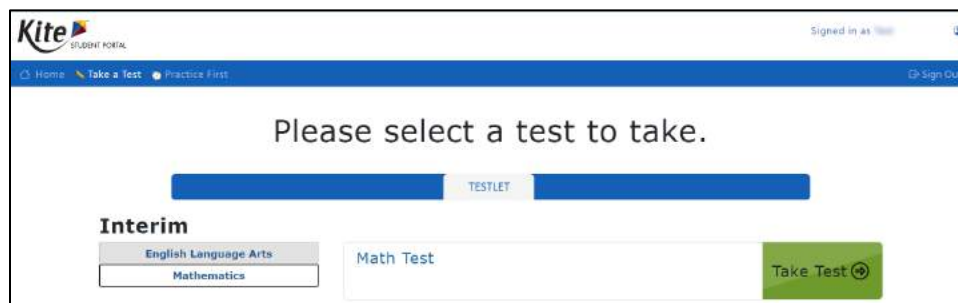 Kite
STUDENT PORTAL
Signed in as
Home Take a Test Practice First
Sign Ou
Please select a test to take.
TESTLET
Interim
English Language Arts
Mathematics
Math Test
Take Test